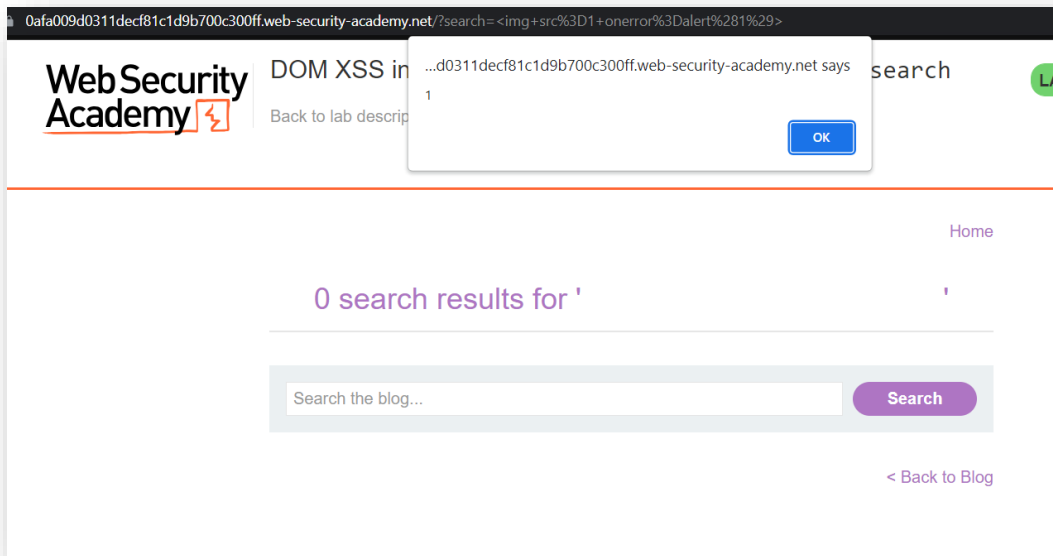 0afa009d0311decf81c1d9b700c300ff.web-security-academy.net/?search=<img+src%3D1+onerror%3Dalert%281%29>
Web Security
Academy
DOM XSS in
search
Back to lab descrip
LA
...d0311decf81c1d9b700c300ff.web-security-academy.net says
1
OK
Home
0 search results for ' '
Search the blog...
Search
< Back to Blog